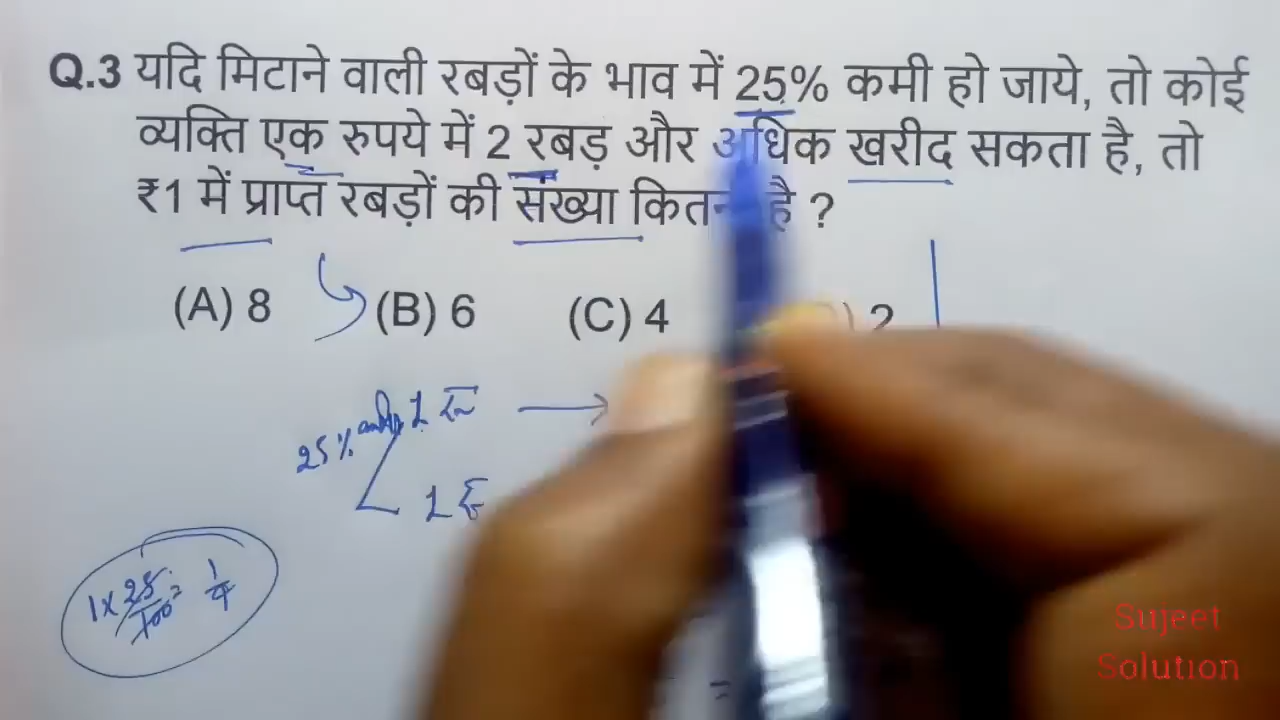 Q.3 यदि मिटाने वाली रबड़ों के भाव में 25% कमी हो जाये, तो कोई
व्यक्ति एक रुपये में 2 रबड़ और अधिक खरीद सकता है, तो
₹1 में प्राप्त रबड़ों की संख्या है ?
(A) 8 (B) 6 (C) 4 2
25%
1
1 × 25/100 = 1/4
Sujeet
Solution